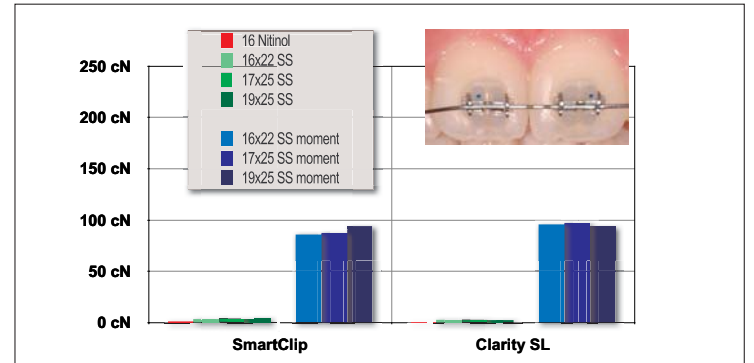 16 Nitinol
16x22 SS
17x25 SS
19x25 SS
16x22 SS moment
17x25 SS moment
19x25 SS moment
250 cN
200 cN
150 cN
100 cN
50 cN
0 cN
SmartClip
Clarity SL